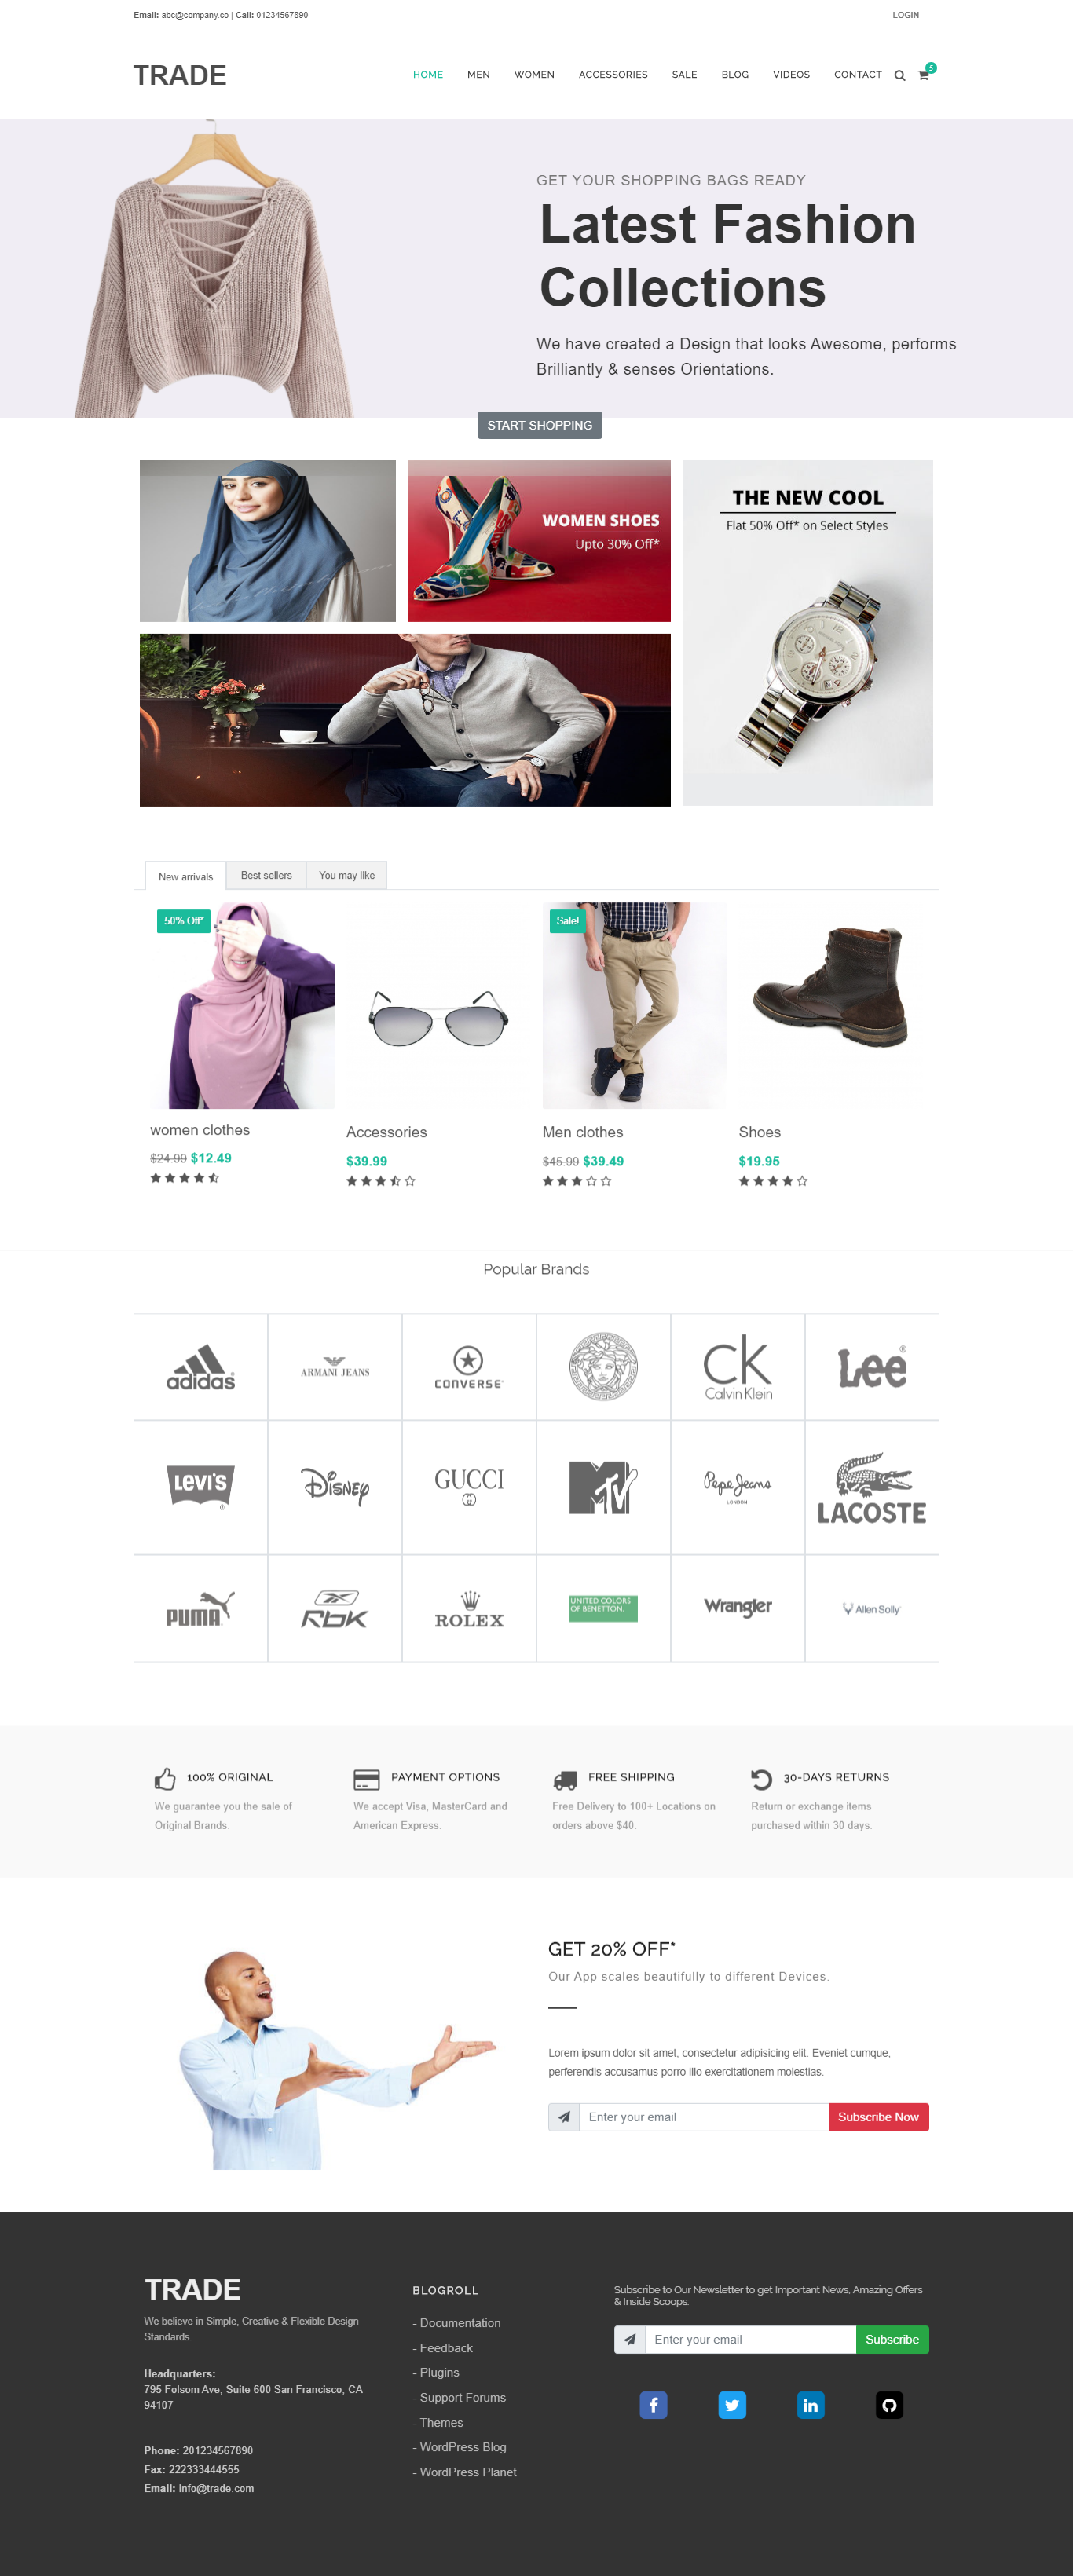 Email: abc@company.co | Call: 01234567890
LOGIN
TRADE
HOME MEN WOMEN ACCESSORIES SALE BLOG VIDEOS CONTACT 5
GET YOUR SHOPPING BAGS READY
Latest Fashion
Collections
We have created a Design that looks Awesome, performs
Brilliantly & senses Orientations.
START SHOPPING
WOMEN SHOES
Upto 30% Off*
THE NEW COOL
Flat 50% Off* on Select Styles
New arrivals Best sellers You may like
50% Off*
Sale!
women clothes
$24.99 $12.49
Accessories
$39.99
Men clothes
$45.99 $39.49
Shoes
$19.95
Popular Brands
adidas
ARMANI JEANS
CONVERSE
CK
Calvin Klein
Lee
LEVI'S
Disney
GUCCI
MTV
Pepe Jeans
LONDON
LACOSTE
PUMA
RBK
ROLEX
UNITED COLORS
OF BENETTON.
Wrangler
Allen Solly
100% ORIGINAL
We guarantee you the sale of
Original Brands.
PAYMENT OPTIONS
We accept Visa, MasterCard and
American Express.
FREE SHIPPING
Free Delivery to 100+ Locations on
orders above $40.
30-DAYS RETURNS
Return or exchange items
purchased within 30 days.
GET 20% OFF*
Our App scales beautifully to different Devices.
Lorem ipsum dolor sit amet, consectetur adipisicing elit. Eveniet cumque,
perferendis accusamus porro illo exercitationem molestias.
Enter your email Subscribe Now
TRADE
We believe in Simple, Creative & Flexible Design
Standards.
Headquarters:
795 Folsom Ave, Suite 600 San Francisco, CA
94107
Phone: 201234567890
Fax: 222333444555
Email: info@trade.com
BLOGROLL
- Documentation
- Feedback
- Plugins
- Support Forums
- Themes
- WordPress Blog
- WordPress Planet
Subscribe to Our Newsletter to get Important News, Amazing Offers
& Inside Scoops:
Enter your email Subscribe